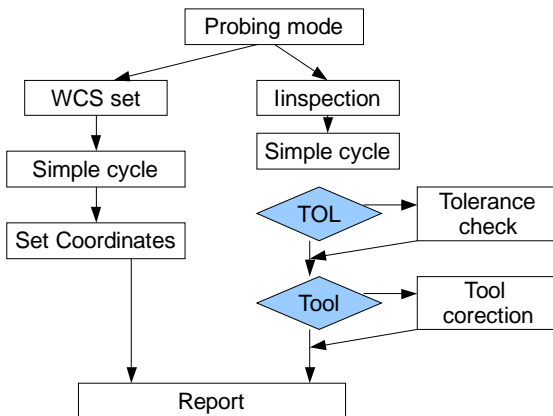 Probing mode
WCS set
Iinspection
Simple cycle
Simple cycle
TOL
Tolerance
check
Set Coordinates
Tool
Tool
corection
Report